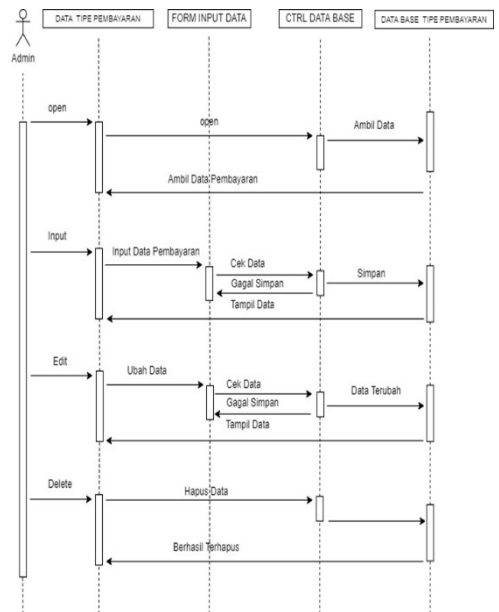 DATA TIPE PEMBAYARAN
FORM INPUT DATA
CTRL DATA BASE
DATA BASE TIPE PEMBAYARAN
Admin
open
open
Ambil Data
Ambil Data Pembayaran
Input
Input Data Pembayaran
Cek Data
Simpan
Gagal Simpan
Tampil Data
Edit
Ubah Data
Cek Data
Data Terubah
Gagal Simpan
Tampil Data
Delete
Hapus Data
Berhasil Terhapus